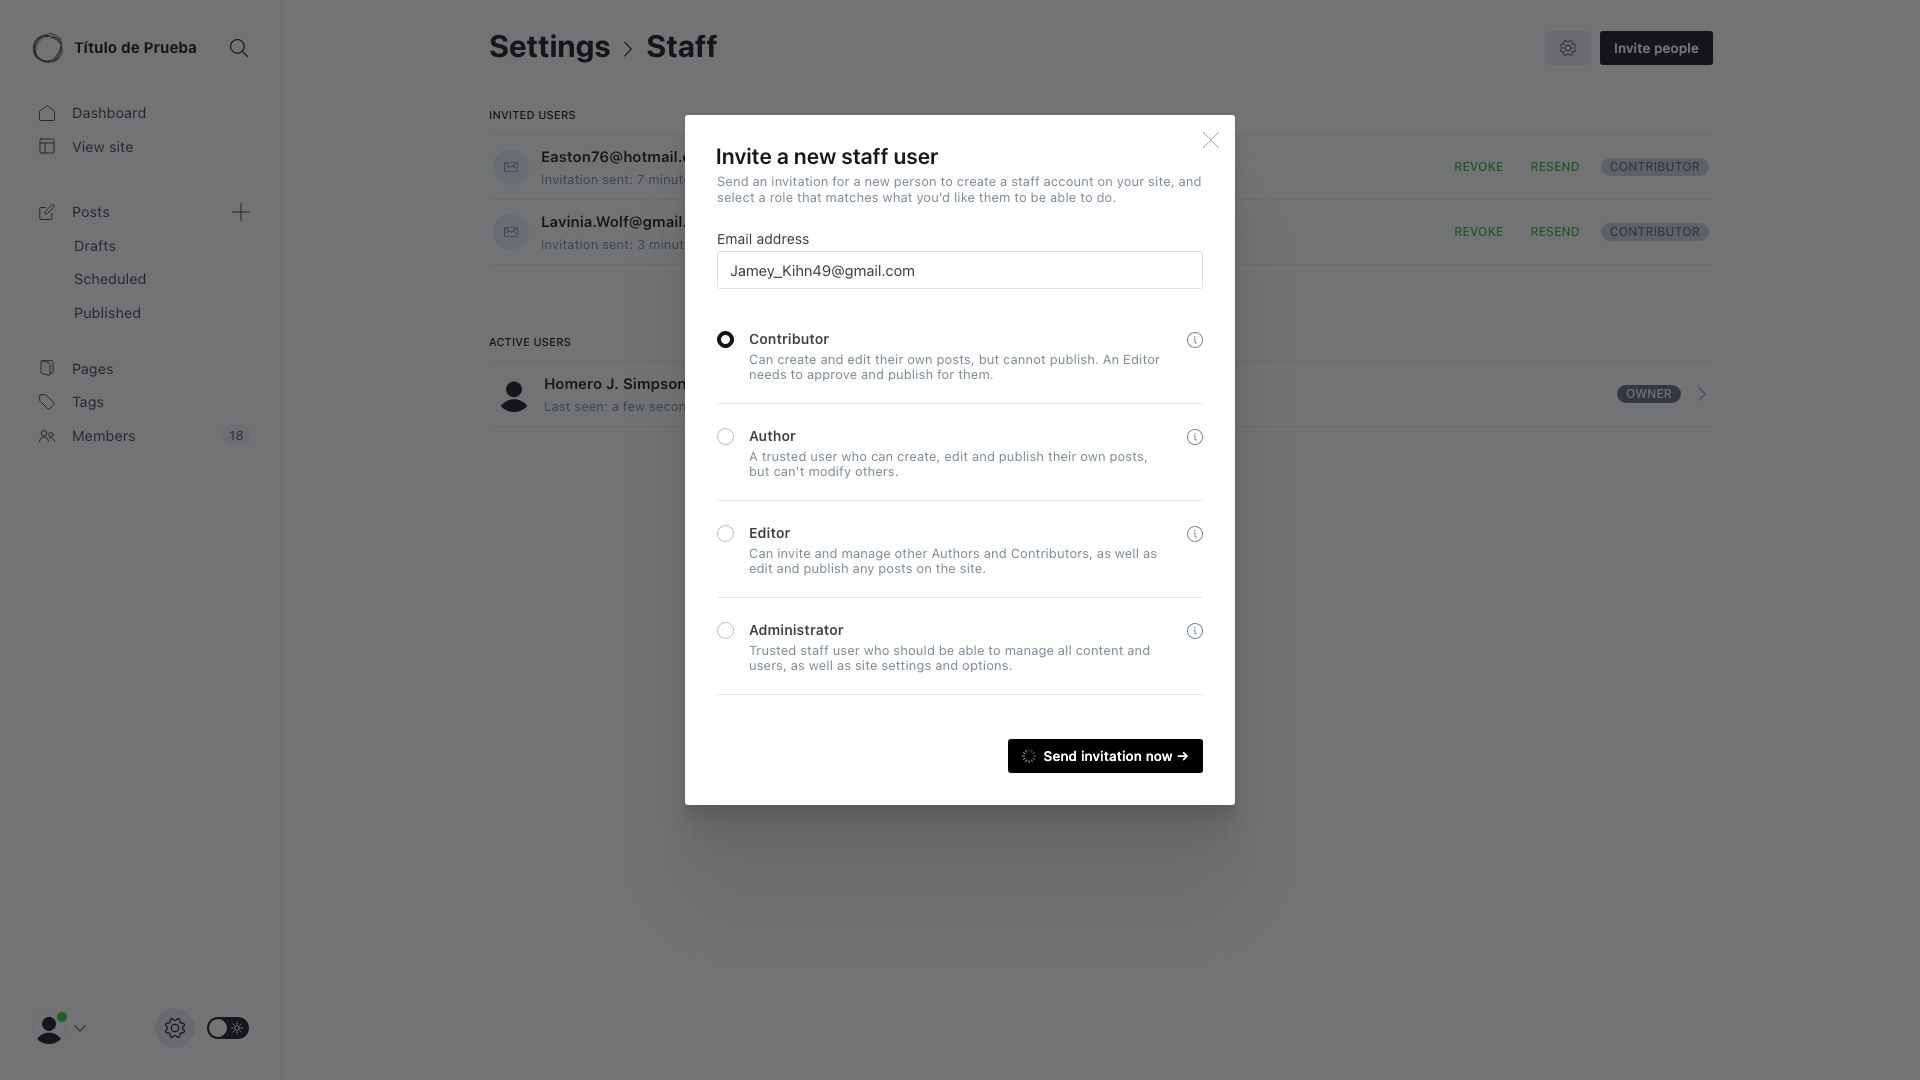 Título de Prueba
Dashboard
View site
Posts
Drafts
Scheduled
Published
Pages
Tags
Members
18
Settings > Staff
Invite people
INVITED USERS
Easton76@hotmail.
Invitation sent: 7
REVOKE RESEND CONTRIBUTOR
Lavinia.Wolf@gmail.
Invitation sent: 3
REVOKE RESEND CONTRIBUTOR
ACTIVE USERS
Homero J. Simpson
Last seen: a few
OWNER
Invite a new staff user
Send an invitation for a new person to create a staff account on your site, and
select a role that matches what you'd like them to be able to do.
Email address
Jamey_Kihn49@gmail.com
Contributor
Can create and edit their own posts, but cannot publish. An Editor
needs to approve and publish for them.
Author
A trusted user who can create, edit and publish their own posts,
but can't modify others.
Editor
Can invite and manage other Authors and Contributors, as well as
edit and publish any posts on the site.
Administrator
Trusted staff user who should be able to manage all content and
users, as well as site settings and options.
Send invitation now →